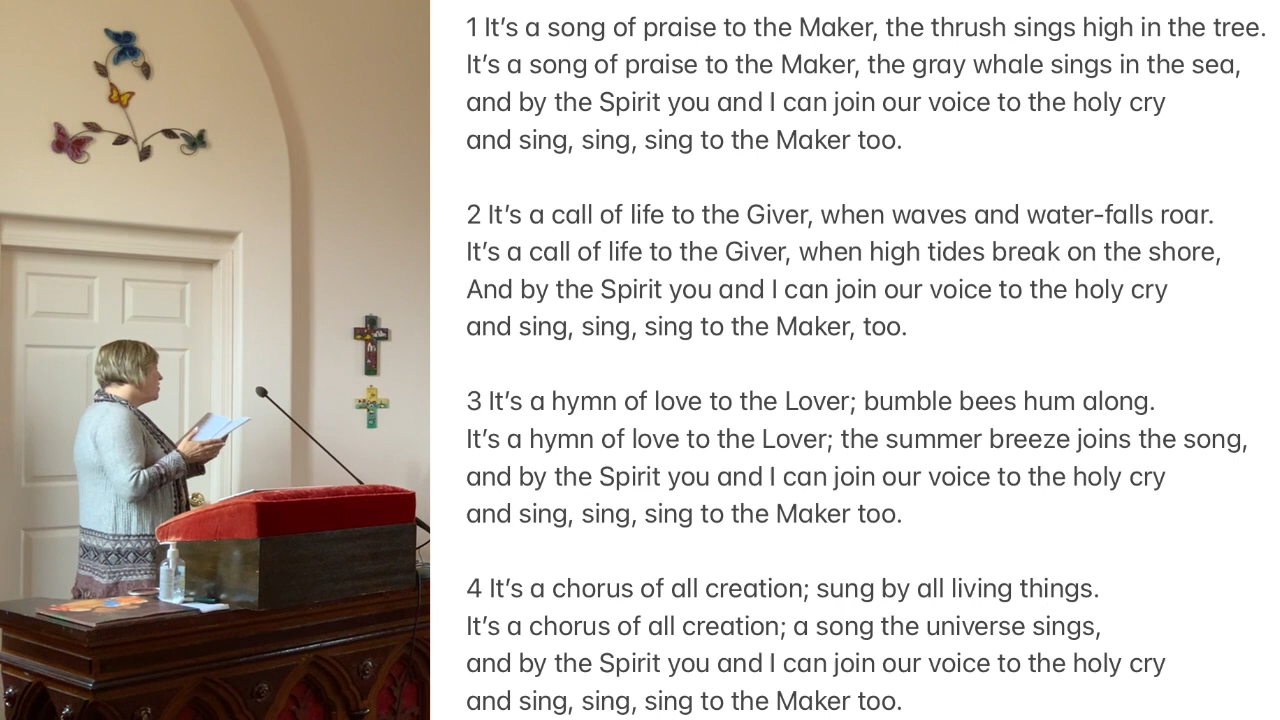 1 It’s a song of praise to the Maker, the thrush sings high in the tree.
It’s a song of praise to the Maker, the gray whale sings in the sea,
and by the Spirit you and I can join our voice to the holy cry
and sing, sing, sing to the Maker too.
2 It’s a call of life to the Giver, when waves and water-falls roar.
It’s a call of life to the Giver, when high tides break on the shore,
And by the Spirit you and I can join our voice to the holy cry
and sing, sing, sing to the Maker, too.
3 It’s a hymn of love to the Lover; bumble bees hum along.
It’s a hymn of love to the Lover; the summer breeze joins the song,
and by the Spirit you and I can join our voice to the holy cry
and sing, sing, sing to the Maker too.
4 It’s a chorus of all creation; sung by all living things.
It’s a chorus of all creation; a song the universe sings,
and by the Spirit you and I can join our voice to the holy cry
and sing, sing, sing to the Maker too.